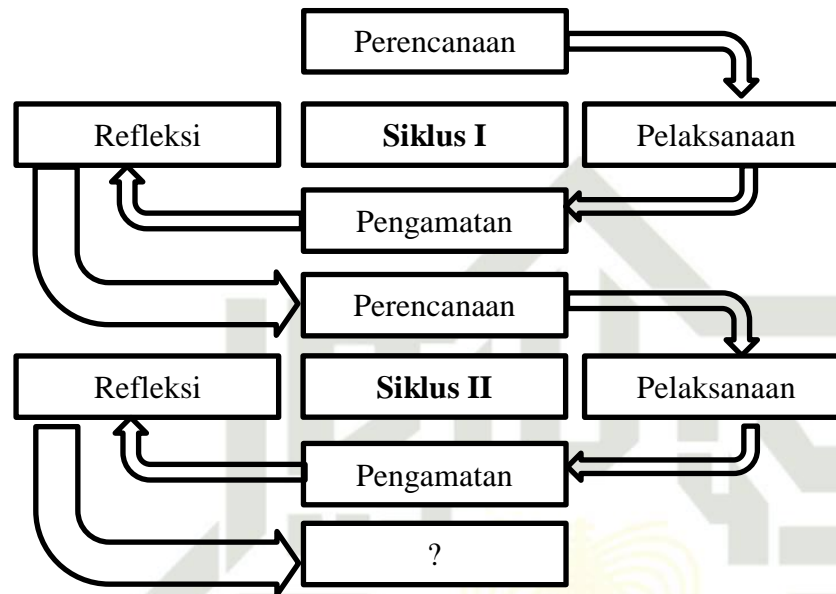 Perencanaan
Refleksi
Siklus I
Pelaksanaan
Pengamatan
Perencanaan
Refleksi
Siklus II
Pelaksanaan
Pengamatan
?